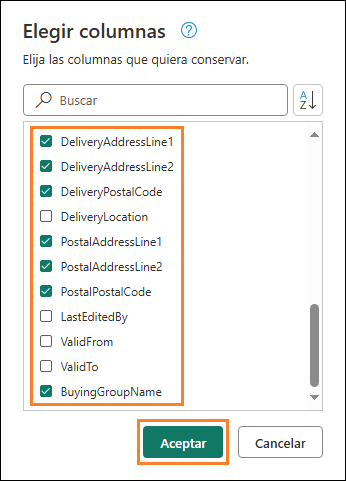 Elegir columnas
Elija las columnas que quiera conservar.
Buscar
A
Z
DeliveryAddressLine1
DeliveryAddressLine2
DeliveryPostalCode
DeliveryLocation
PostalAddressLine1
PostalAddressLine2
PostalPostalCode
LastEditedBy
ValidFrom
ValidTo
BuyingGroupName
Aceptar Cancelar